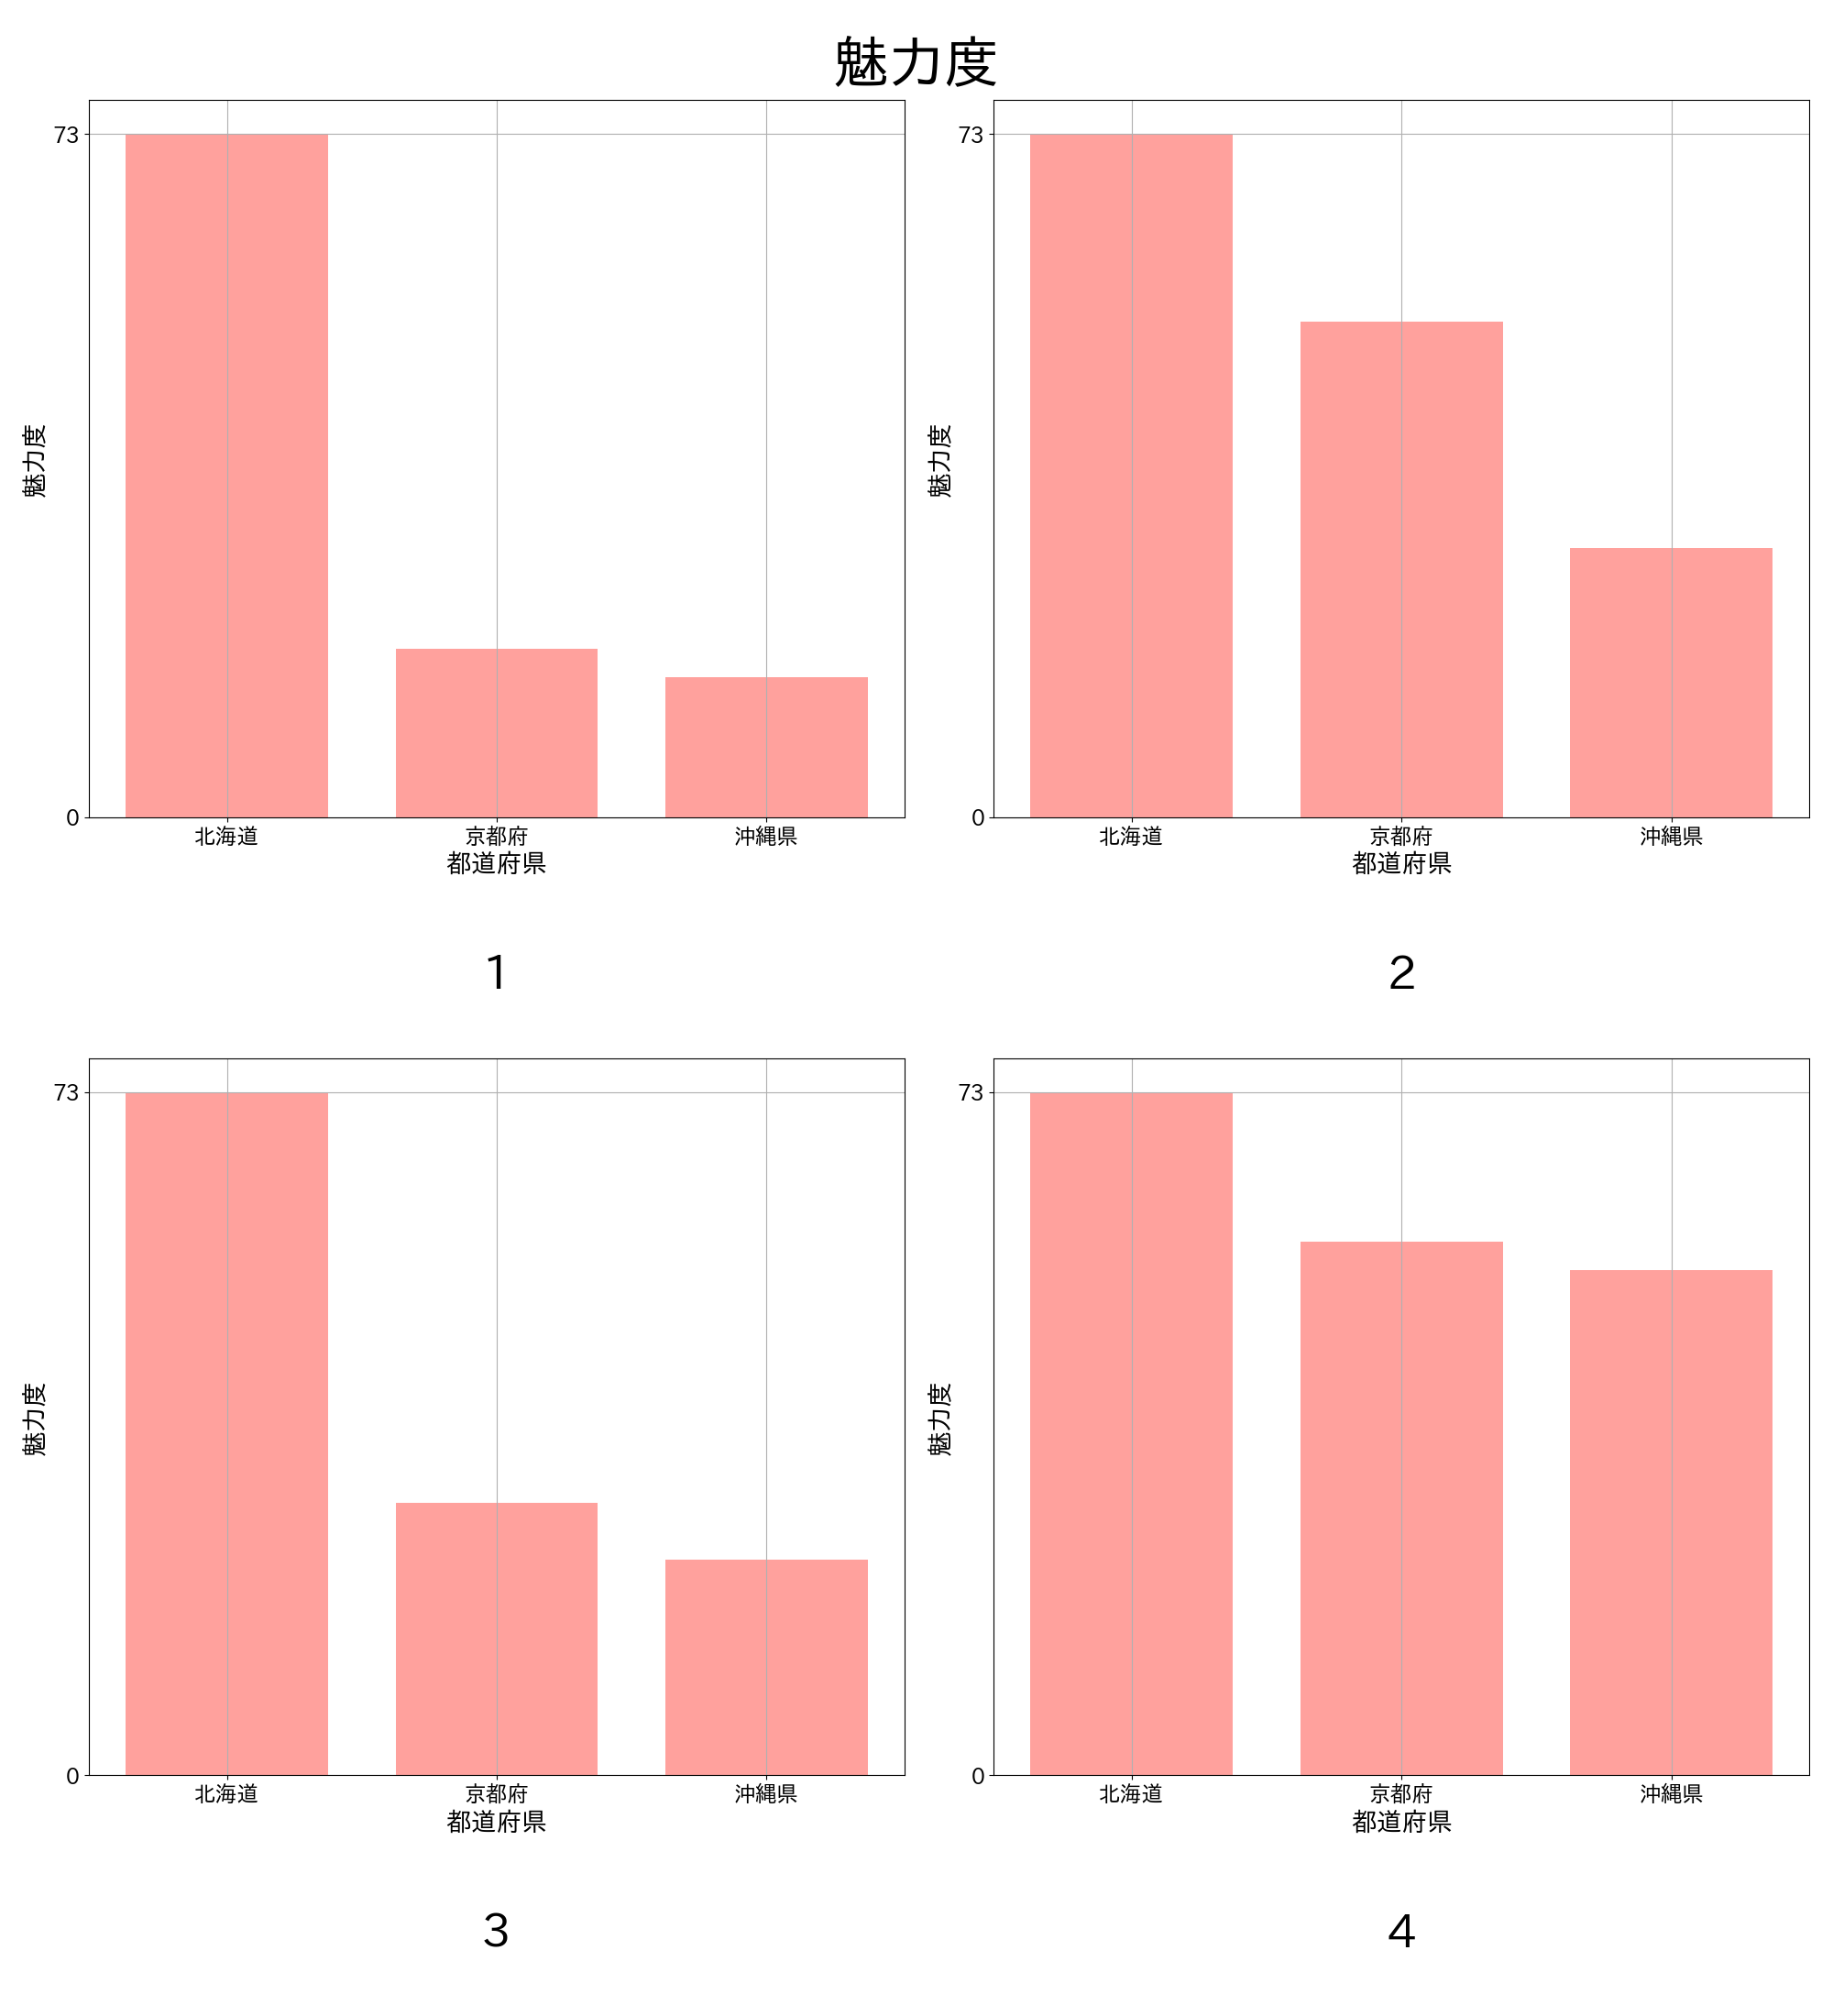 魅力度
73
魅力度
0
北海道 京都府 沖縄県
都道府県
1
73
魅力度
0
北海道 京都府 沖縄県
都道府県
2
73
魅力度
0
北海道 京都府 沖縄県
都道府県
3
73
魅力度
0
北海道 京都府 沖縄県
都道府県
4